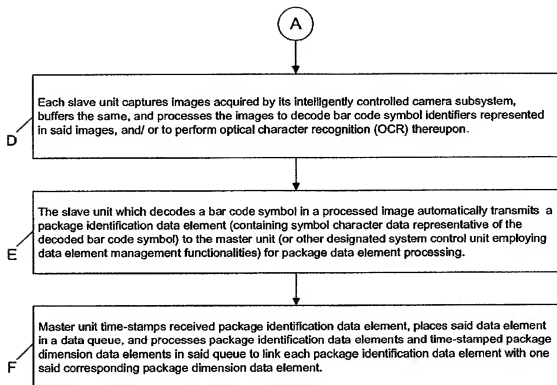 A
Each slave unit captures images acquired by its intelligently controlled camera subsystem,
buffers the same, and processes the images to decode bar code symbol identifiers represented
in said images, and/ or to perform optical character recognition (OCR) thereupon.
D
The slave unit which decodes a bar code symbol in a processed image automatically transmits a
package identification data element (containing symbol character data representative of the
decoded bar code symbol) to the master unit (or other designated system control unit employing
data element management functionalities) for package data element processing.
E
Master unit time-stamps received package identification data element, places said data element
in a data queue, and processes package identification data elements and time-stamped package
dimension data elements in said queue to link each package identification data element with one
said corresponding package dimension data element.
F